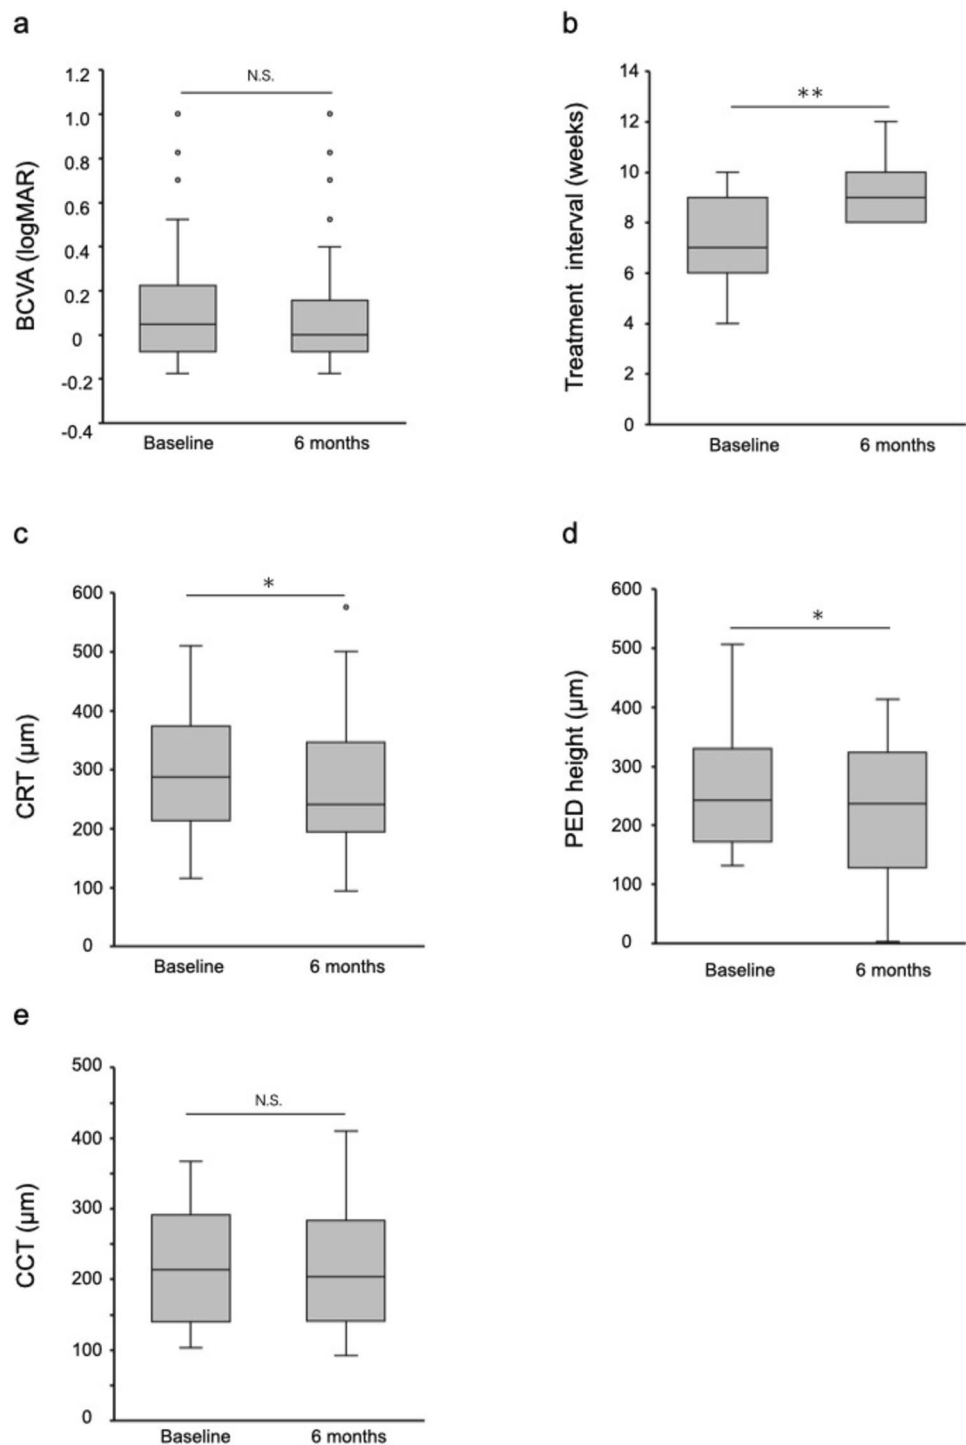 a
BCVA (logMAR)
1.2
1.0
0.8
0.6
0.4
0.2
0
-0.2
-0.4
N.S.
Baseline 6 months
b
Treatment interval (weeks)
14
12
10
8
6
4
2
0
**
Baseline 6 months
c
CRT (μm)
600
500
400
300
200
100
0
*
Baseline 6 months
d
PED height (μm)
600
500
400
300
200
100
0
*
Baseline 6 months
e
CCT (μm)
500
400
300
200
100
0
N.S.
Baseline 6 months